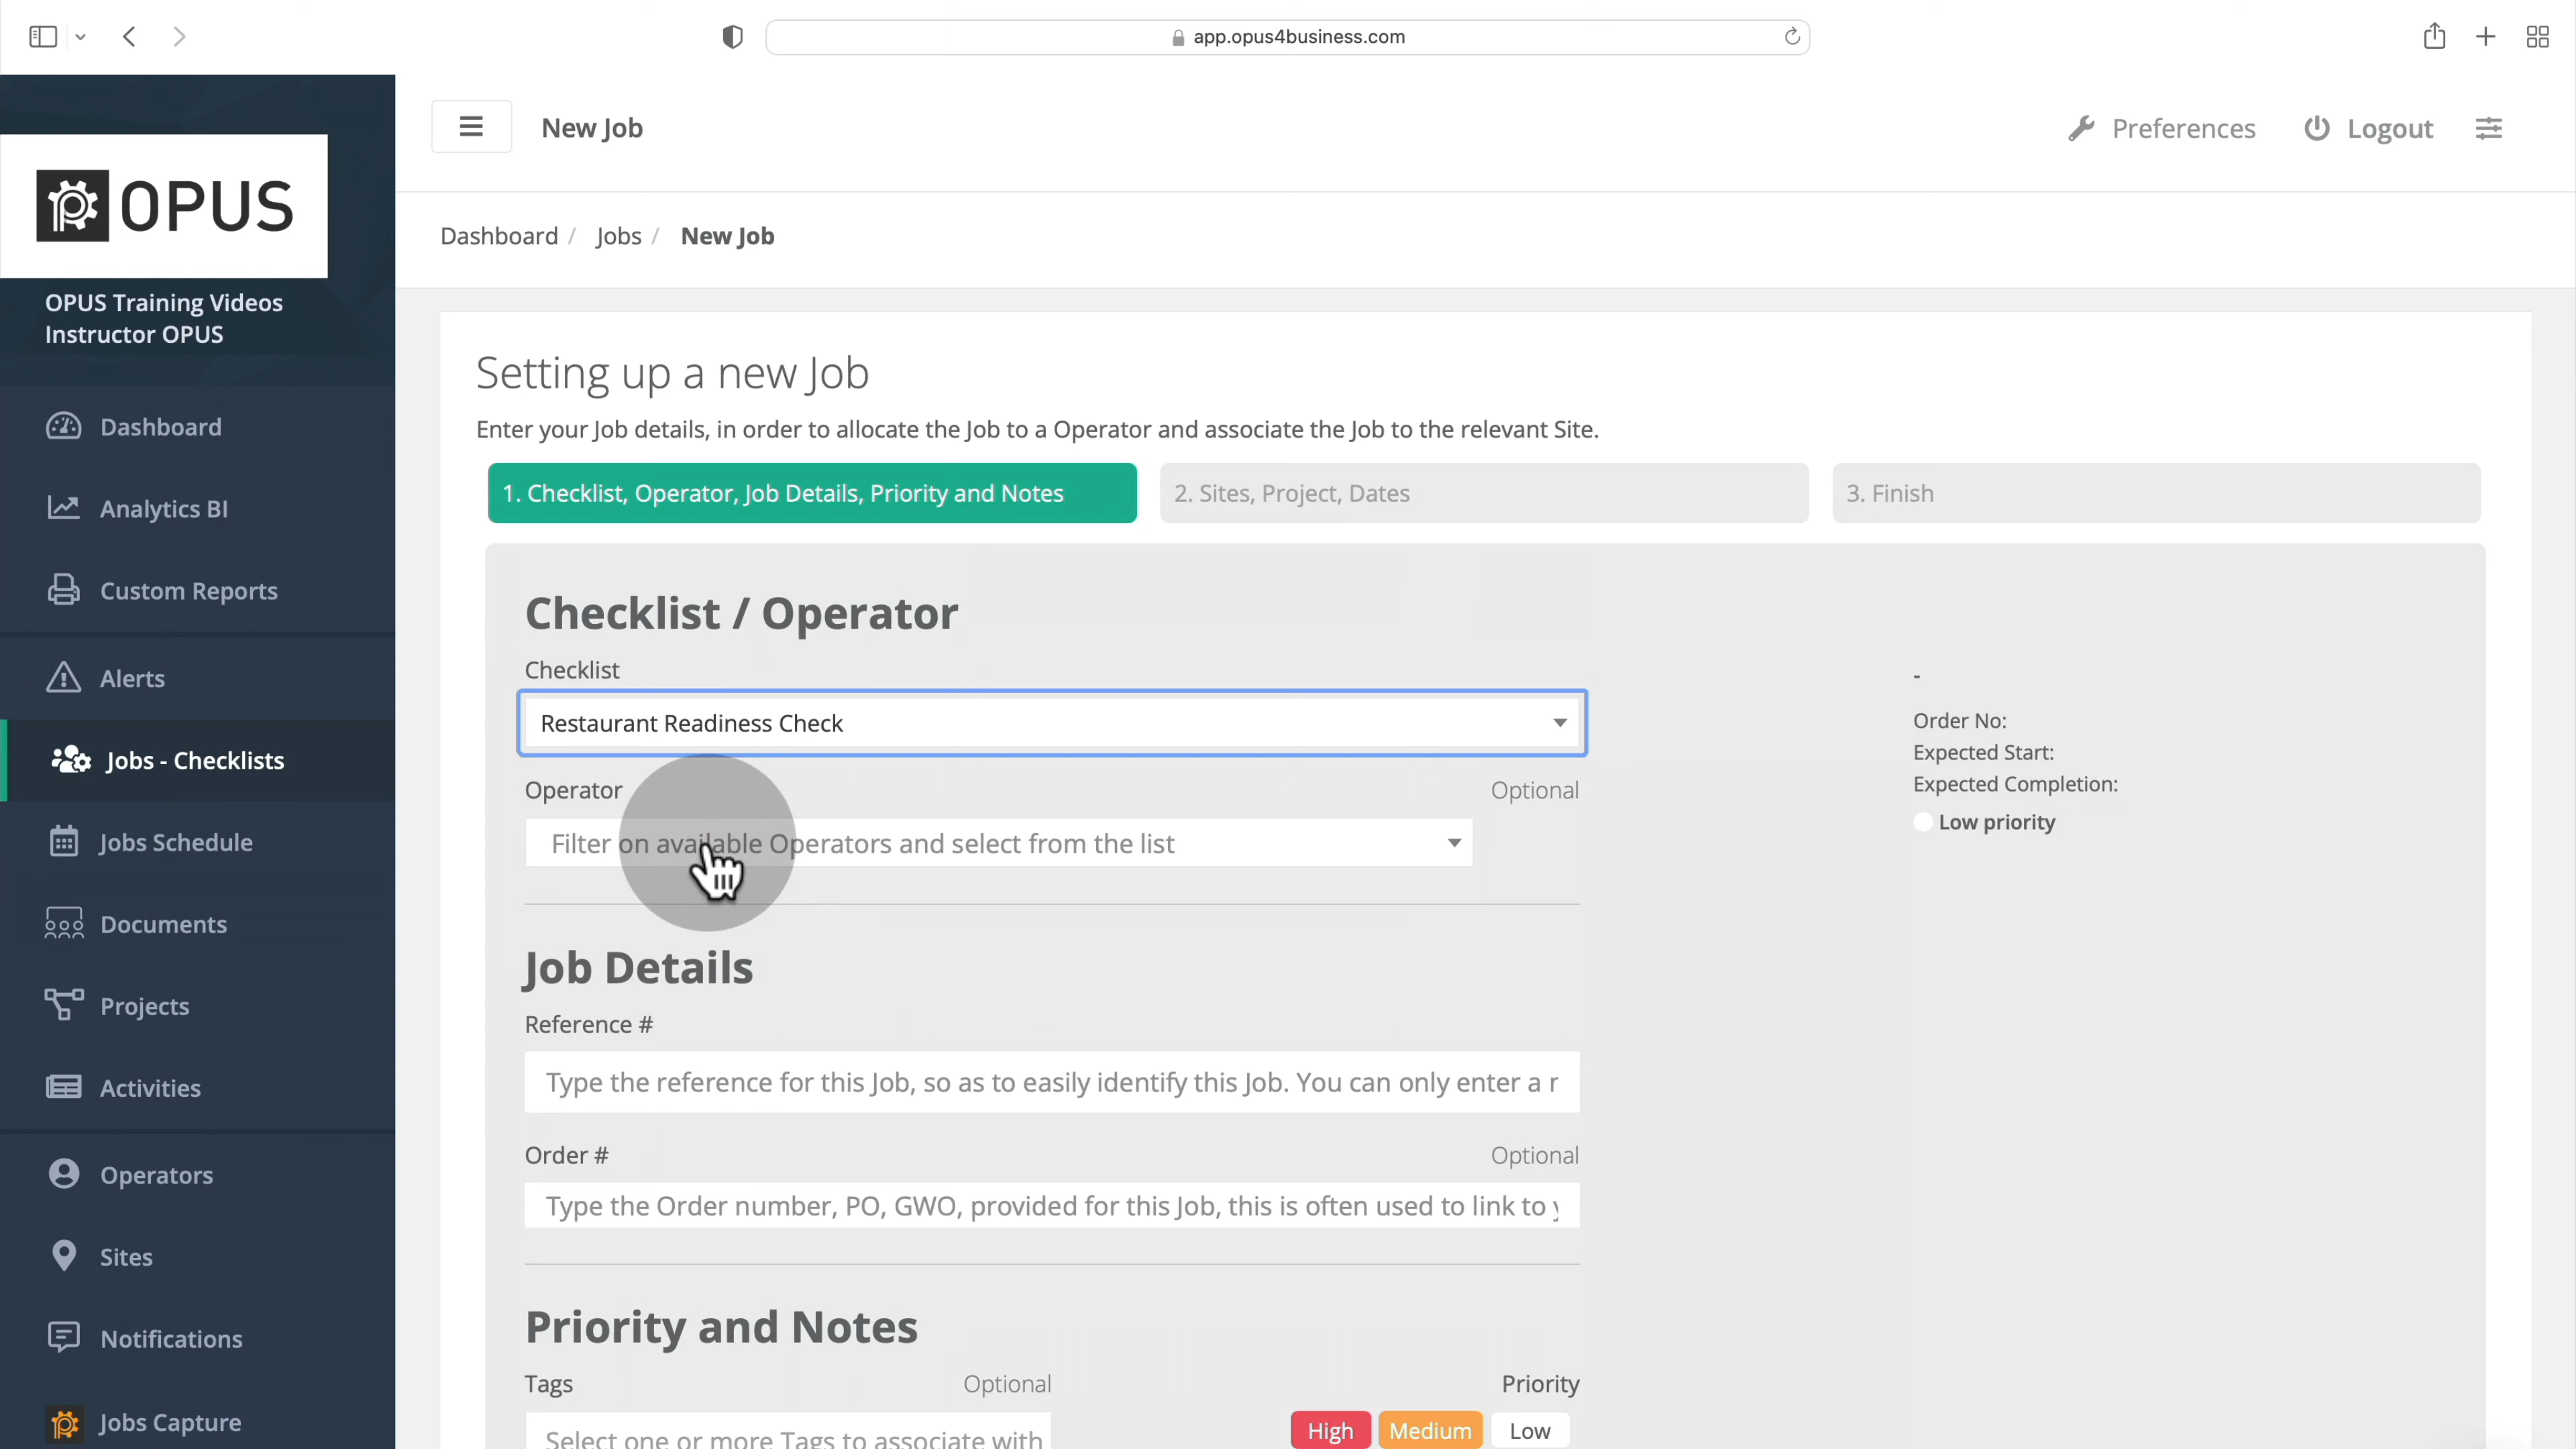 app.opus4business.com
New Job
Preferences
Logout
OPUS
OPUS Training Videos
Instructor OPUS
Dashboard / Jobs / New Job
Dashboard
Analytics BI
Custom Reports
Alerts
Jobs - Checklists
Jobs Schedule
Documents
Projects
Activities
Operators
Sites
Notifications
Jobs Capture
Setting up a new Job
Enter your Job details, in order to allocate the Job to a Operator and associate the Job to the relevant Site.
1. Checklist, Operator, Job Details, Priority and Notes
2. Sites, Project, Dates
3. Finish
Checklist / Operator
Checklist
Restaurant Readiness Check
Operator Optional
Filter on available Operators and select from the list
Job Details
Reference #
Type the reference for this Job, so as to easily identify this Job. You can only enter a r
Order # Optional
Type the Order number, PO, GWO, provided for this Job, this is often used to link to y
Priority and Notes
Tags Optional
Select one or more Tags to associate with
Priority
High Medium Low
-
Order No:
Expected Start:
Expected Completion:
Low priority